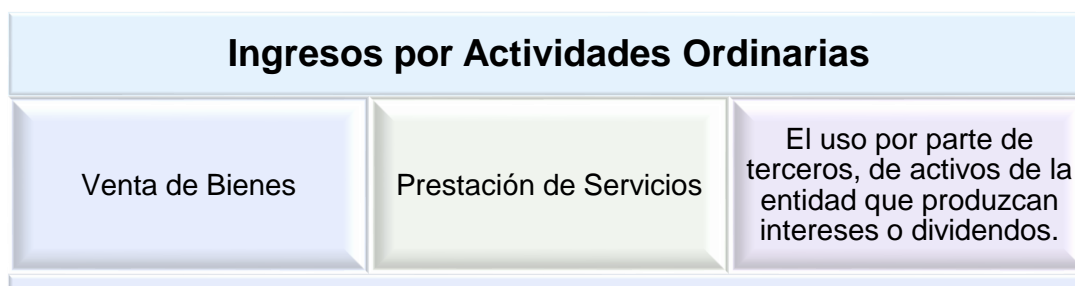 Ingresos por Actividades Ordinarias
Venta de Bienes
Prestación de Servicios
El uso por parte de
terceros, de activos de la
entidad que produzcan
intereses o dividendos.